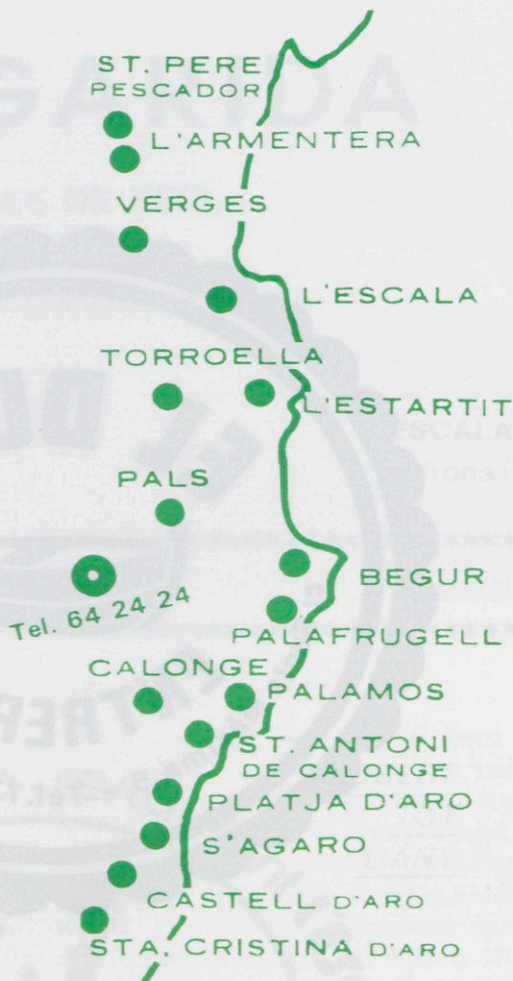 ST. PERE
PESCADOR
L'ARMENTERA
VERGES
L'ESCALA
TORROELLA
L'ESTARTIT
PALS
BEGUR
Tel. 64 24 24
PALAFRUGELL
CALONGE
PALAMOS
ST. ANTONI
DE CALONGE
PLATJA D'ARO
S'AGARO
CASTELL D'ARO
STA. CRISTINA D'ARO